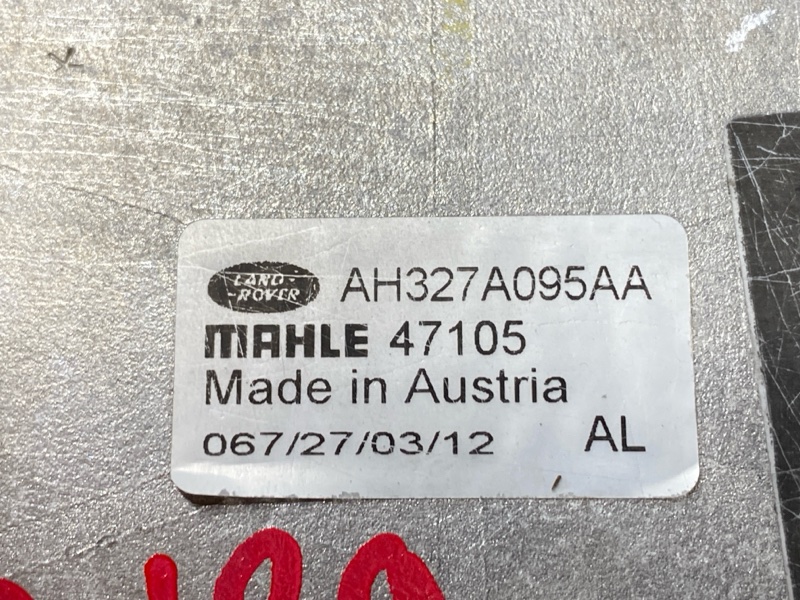 LAND-
-ROVER
AH327A095AA
MAHLE 47105
Made in Austria
067/27/03/12 AL